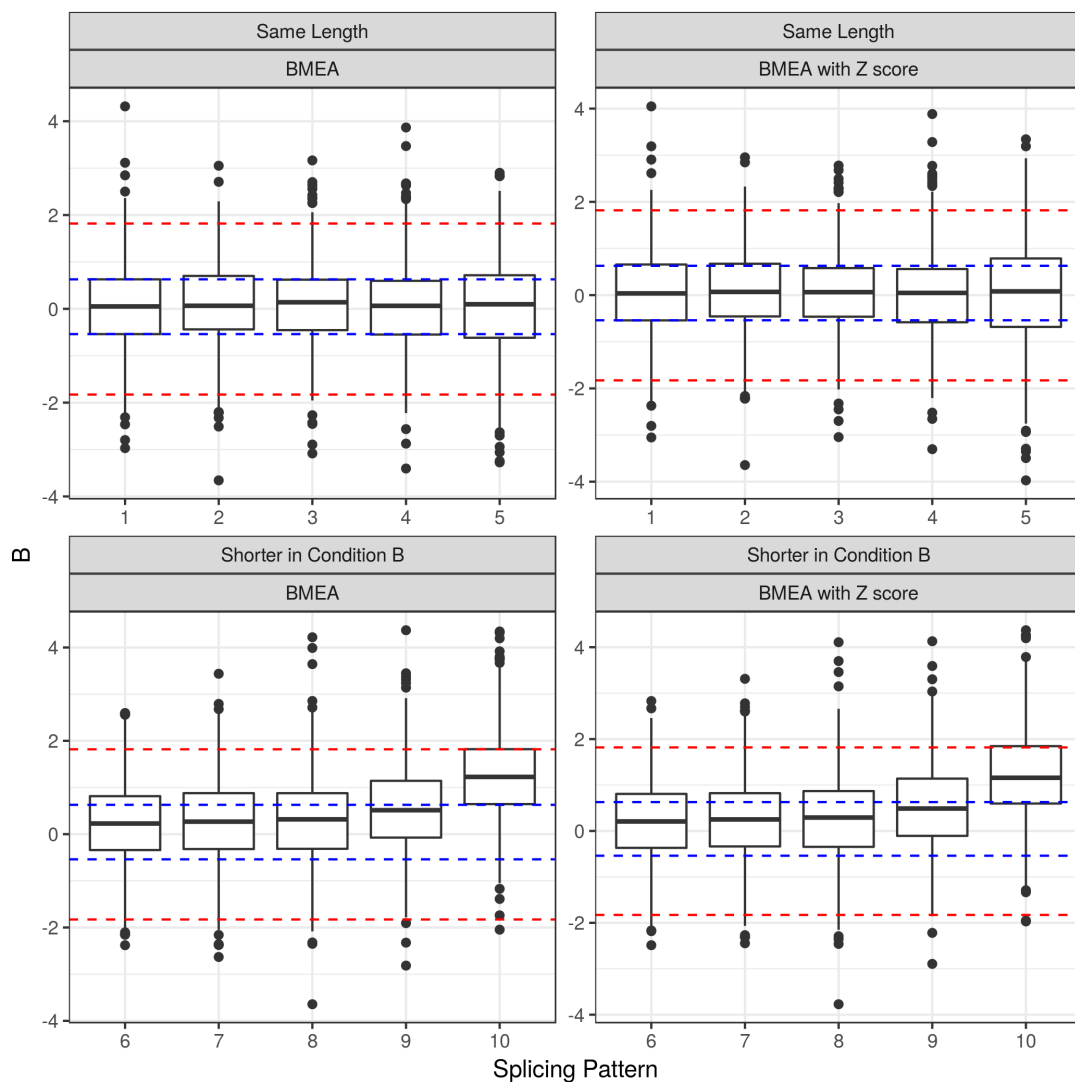 Same Length
BMEA
4
2
0
-2
-4
1 2 3 4 5
Same Length
BMEA with Z score
4
2
0
-2
-4
1 2 3 4 5
B
Shorter in Condition B
BMEA
4
2
0
-2
-4
6 7 8 9 10
Shorter in Condition B
BMEA with Z score
4
2
0
-2
-4
6 7 8 9 10
Splicing Pattern